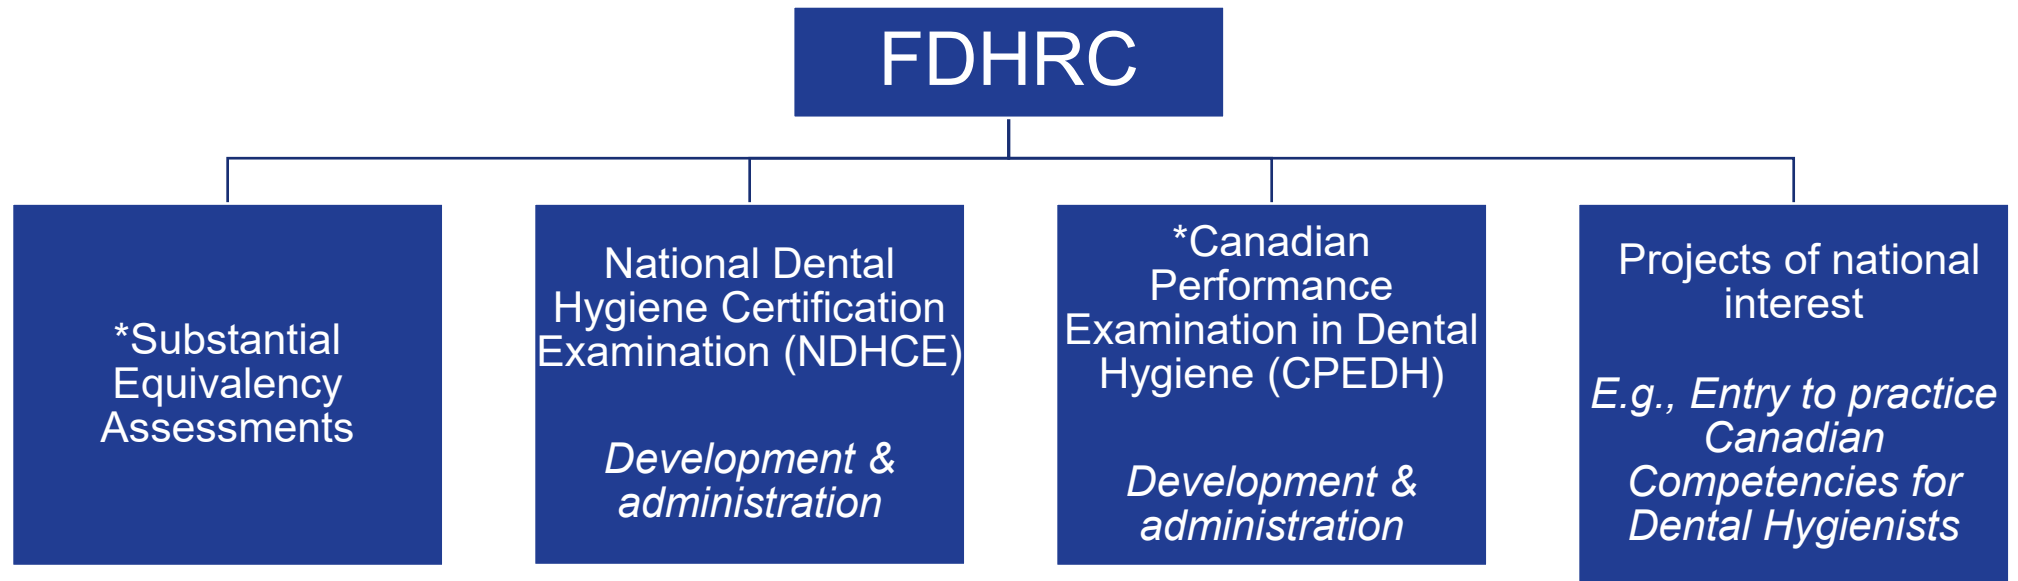 FDHRC
*Substantial
Equivalency
Assessments
National Dental
Hygiene Certification
Examination (NDHCE)
Development &
administration
*Canadian
Performance
Examination in Dental
Hygiene (CPEDH)
Development &
administration
Projects of national
interest
E.g., Entry to practice
Canadian
Competencies for
Dental Hygienists